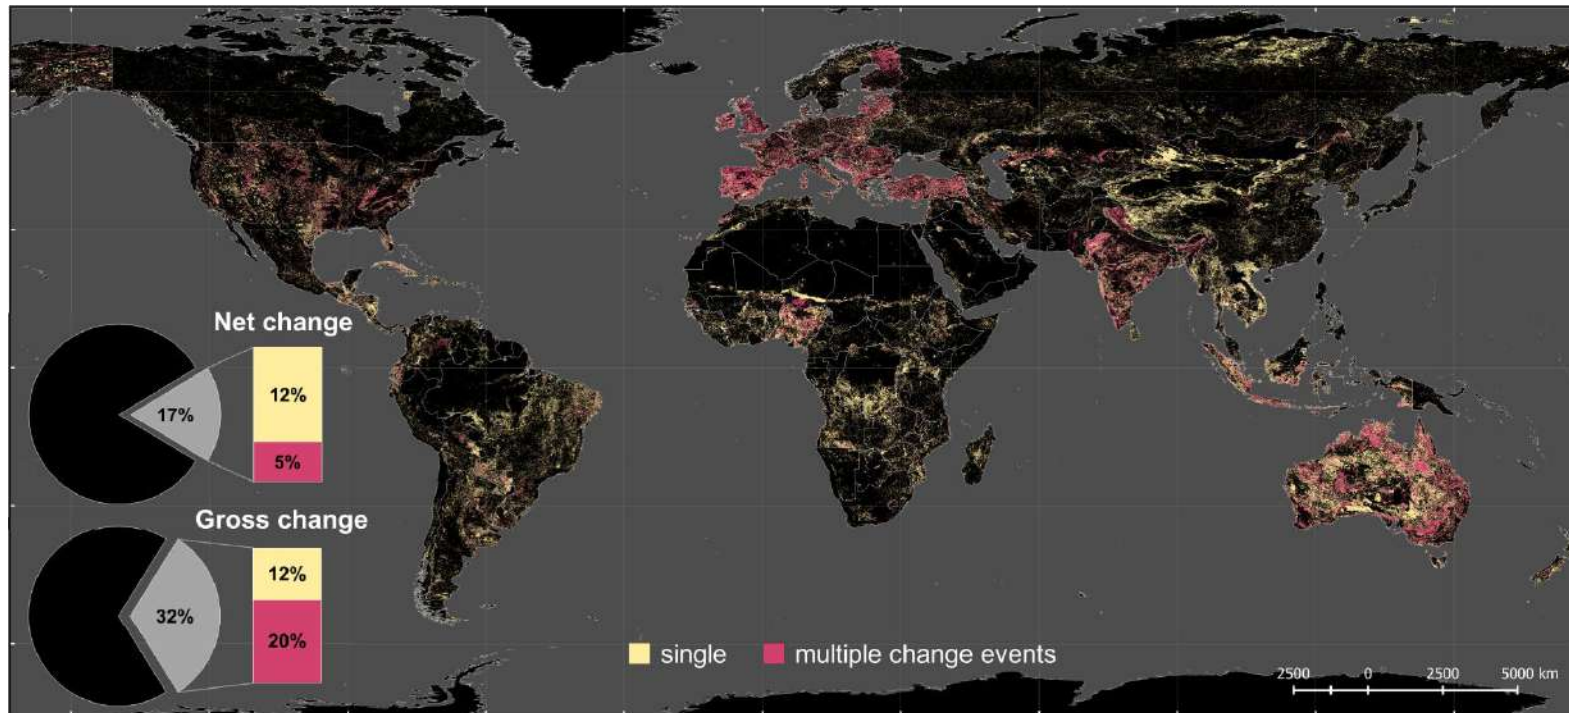 Net change
17%
12%
5%
Gross change
32%
12%
20%
single
multiple change events
2500 0 2500 5000 km